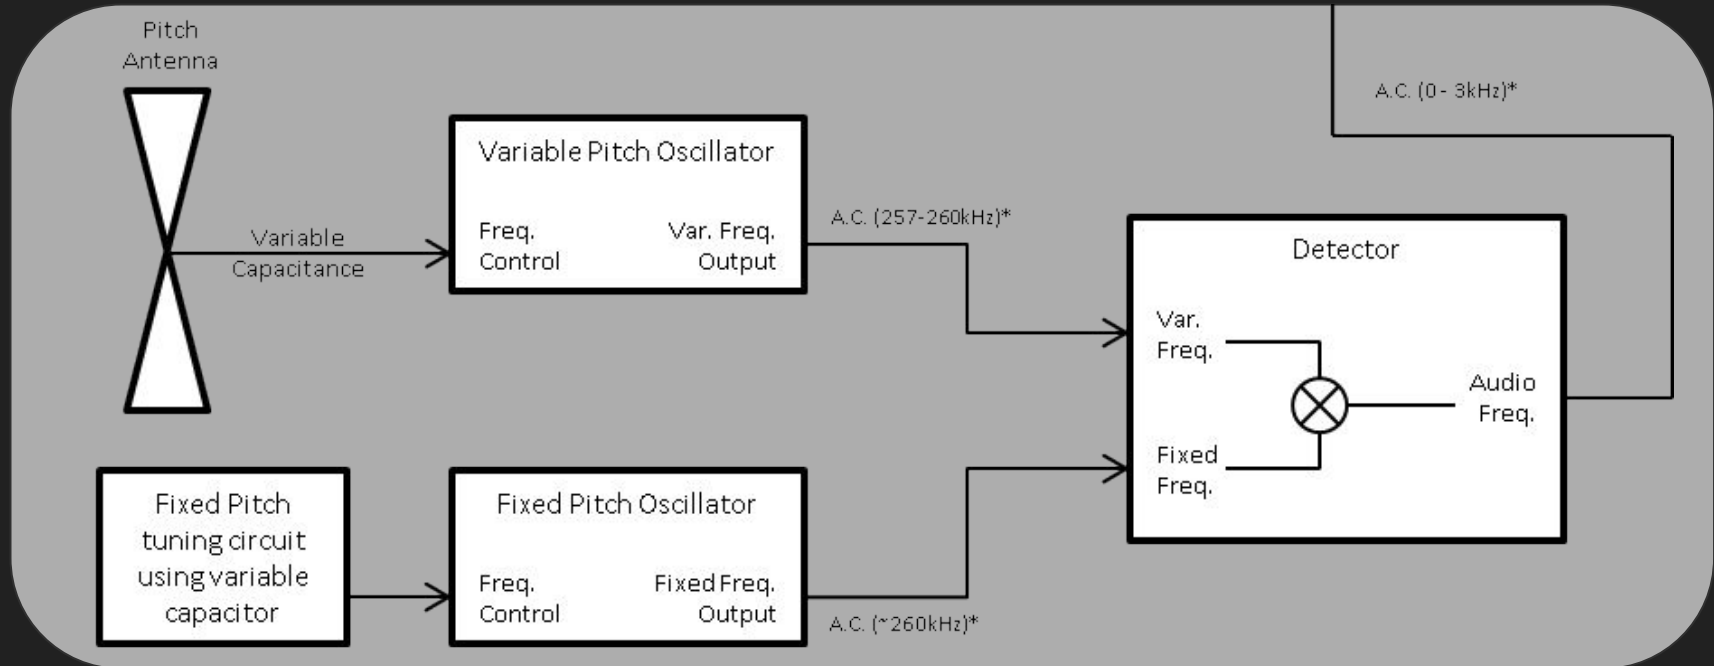 Pitch
Antenna
A.C. (0- 3kHz)*
Variable Pitch Oscillator
Freq.
Control
Var. Freq.
Output
A.C. (257-260kHz)*
Variable
Capacitance
Detector
Var.
Freq.
Audio
Freq.
Fixed
Freq.
Fixed Pitch
tuning circuit
using variable
capacitor
Fixed Pitch Oscillator
Freq.
Control
Fixed Freq.
Output
A.C. (~260kHz)*